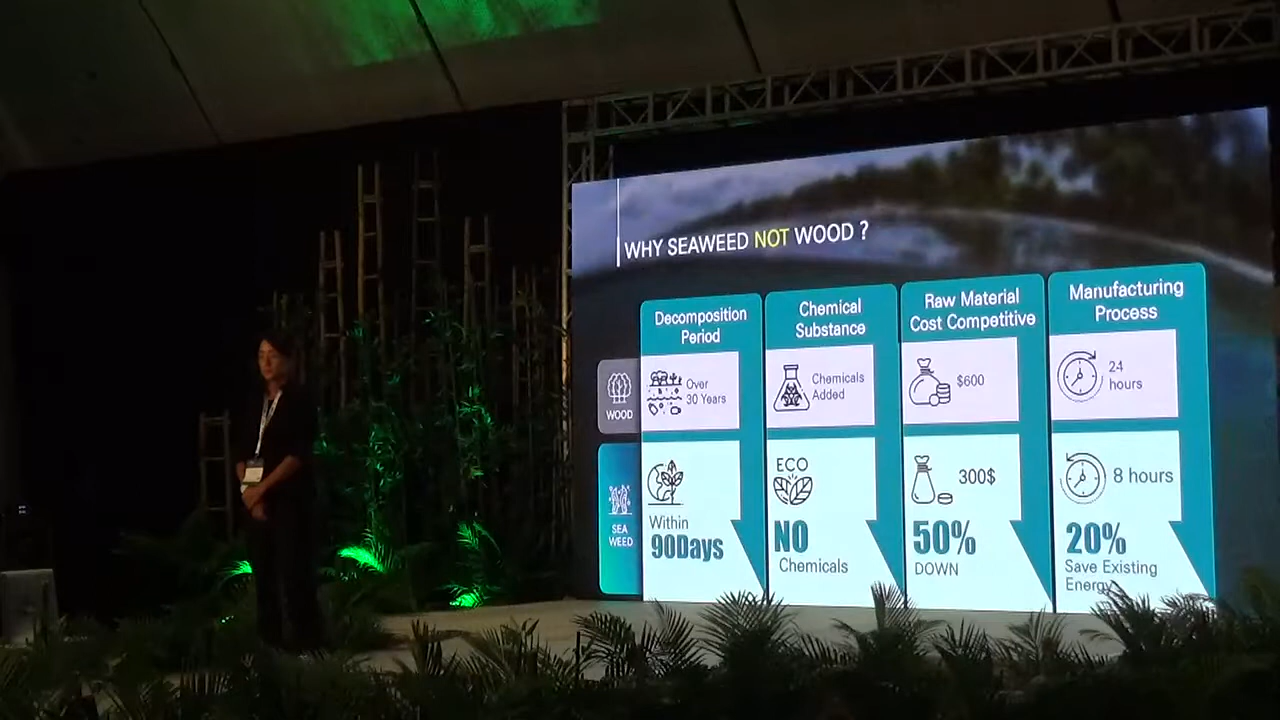 WHY SEAWEED NOT WOOD ?
Decomposition
Period
Chemical
Substance
Raw Material
Cost Competitive
Manufacturing
Process
WOOD
Over
30 Years
Chemicals
Added
$600
24
hours
SEA
WEED
Within
90Days
ECO
NO
Chemicals
300$
50%
DOWN
8 hours
20%
Save Existing
Energy